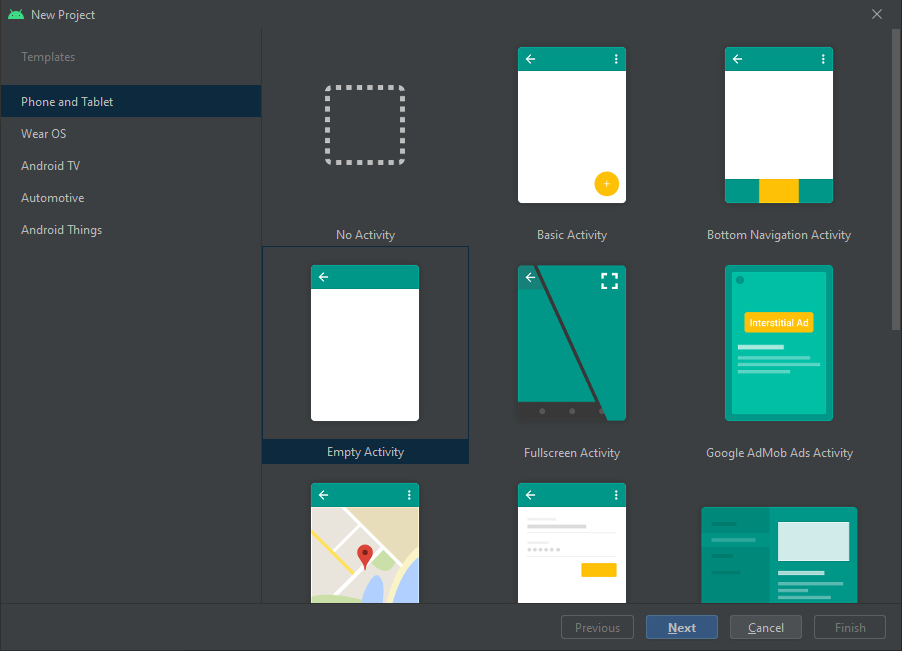 New Project
Templates
Phone and Tablet
Wear OS
Android TV
Automotive
Android Things
No Activity
Basic Activity
Bottom Navigation Activity
Interstitial Ad
Empty Activity
Fullscreen Activity
Google AdMob Ads Activity
Previous
Next
Cancel
Finish